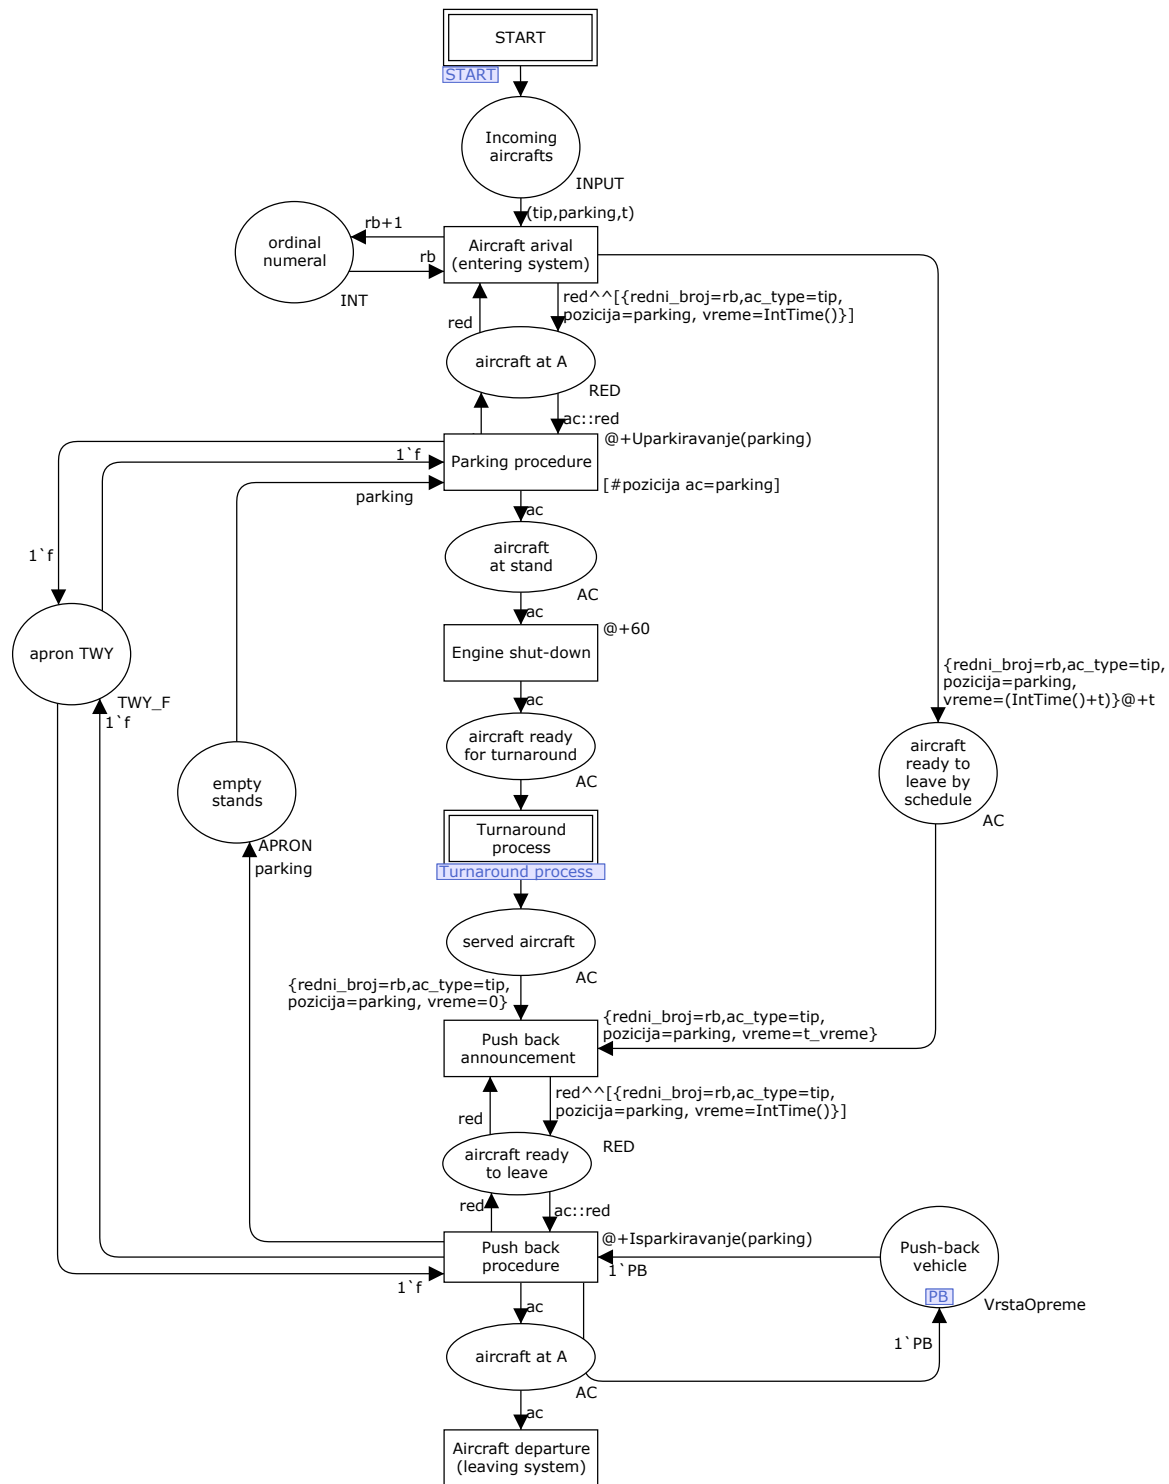 START
START
Incoming
aircrafts
INPUT
(tip,parking,t)
rb+1
ordinal
numeral
rb
INT
Aircraft arival
(entering system)
red^^[{redni_broj=rb,ac_type=tip,
pozicija=parking, vreme=IntTime()}]
red
aircraft at A
RED
ac::red
@+Uparkiravanje(parking)
1`f
Parking procedure
parking
[#pozicija ac=parking]
ac
1`f
aircraft
at stand
AC
ac
@+60
apron TWY
Engine shut-down
{redni_broj=rb,ac_type=tip,
pozicija=parking,
vreme=(IntTime()+t)}@+t
TWY_F
1`f
ac
aircraft ready
for turnaround
AC
aircraft
ready to
leave by
schedule
AC
empty
stands
APRON
parking
Turnaround
process
Turnaround process
served aircraft
AC
{redni_broj=rb,ac_type=tip,
pozicija=parking, vreme=0}
{redni_broj=rb,ac_type=tip,
pozicija=parking, vreme=t_vreme}
Push back
announcement
red^^[{redni_broj=rb,ac_type=tip,
pozicija=parking, vreme=IntTime()}]
red
RED
aircraft ready
to leave
red
ac::red
@+Isparkiravanje(parking)
Push back
procedure
1`PB
1`f
Push-back
vehicle
PB
VrstaOpreme
ac
1`PB
aircraft at A
AC
ac
Aircraft departure
(leaving system)